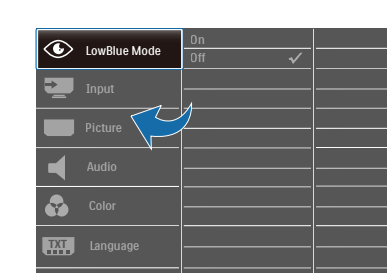 LowBlue Mode
On
Off
Input
Picture
Audio
Color
TXT
Language